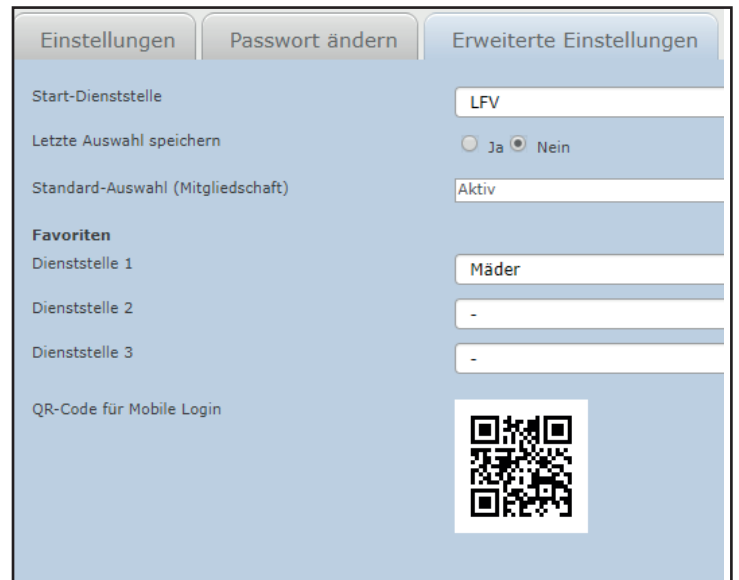 Einstellungen Passwort ändern Erweiterte Einstellungen
Start-Dienststelle LFV
Letzte Auswahl speichern Ja Nein
Standard-Auswahl (Mitgliedschaft) Aktiv
Favoriten
Dienststelle 1 Mäder
Dienststelle 2 -
Dienststelle 3 -
QR-Code für Mobile Login